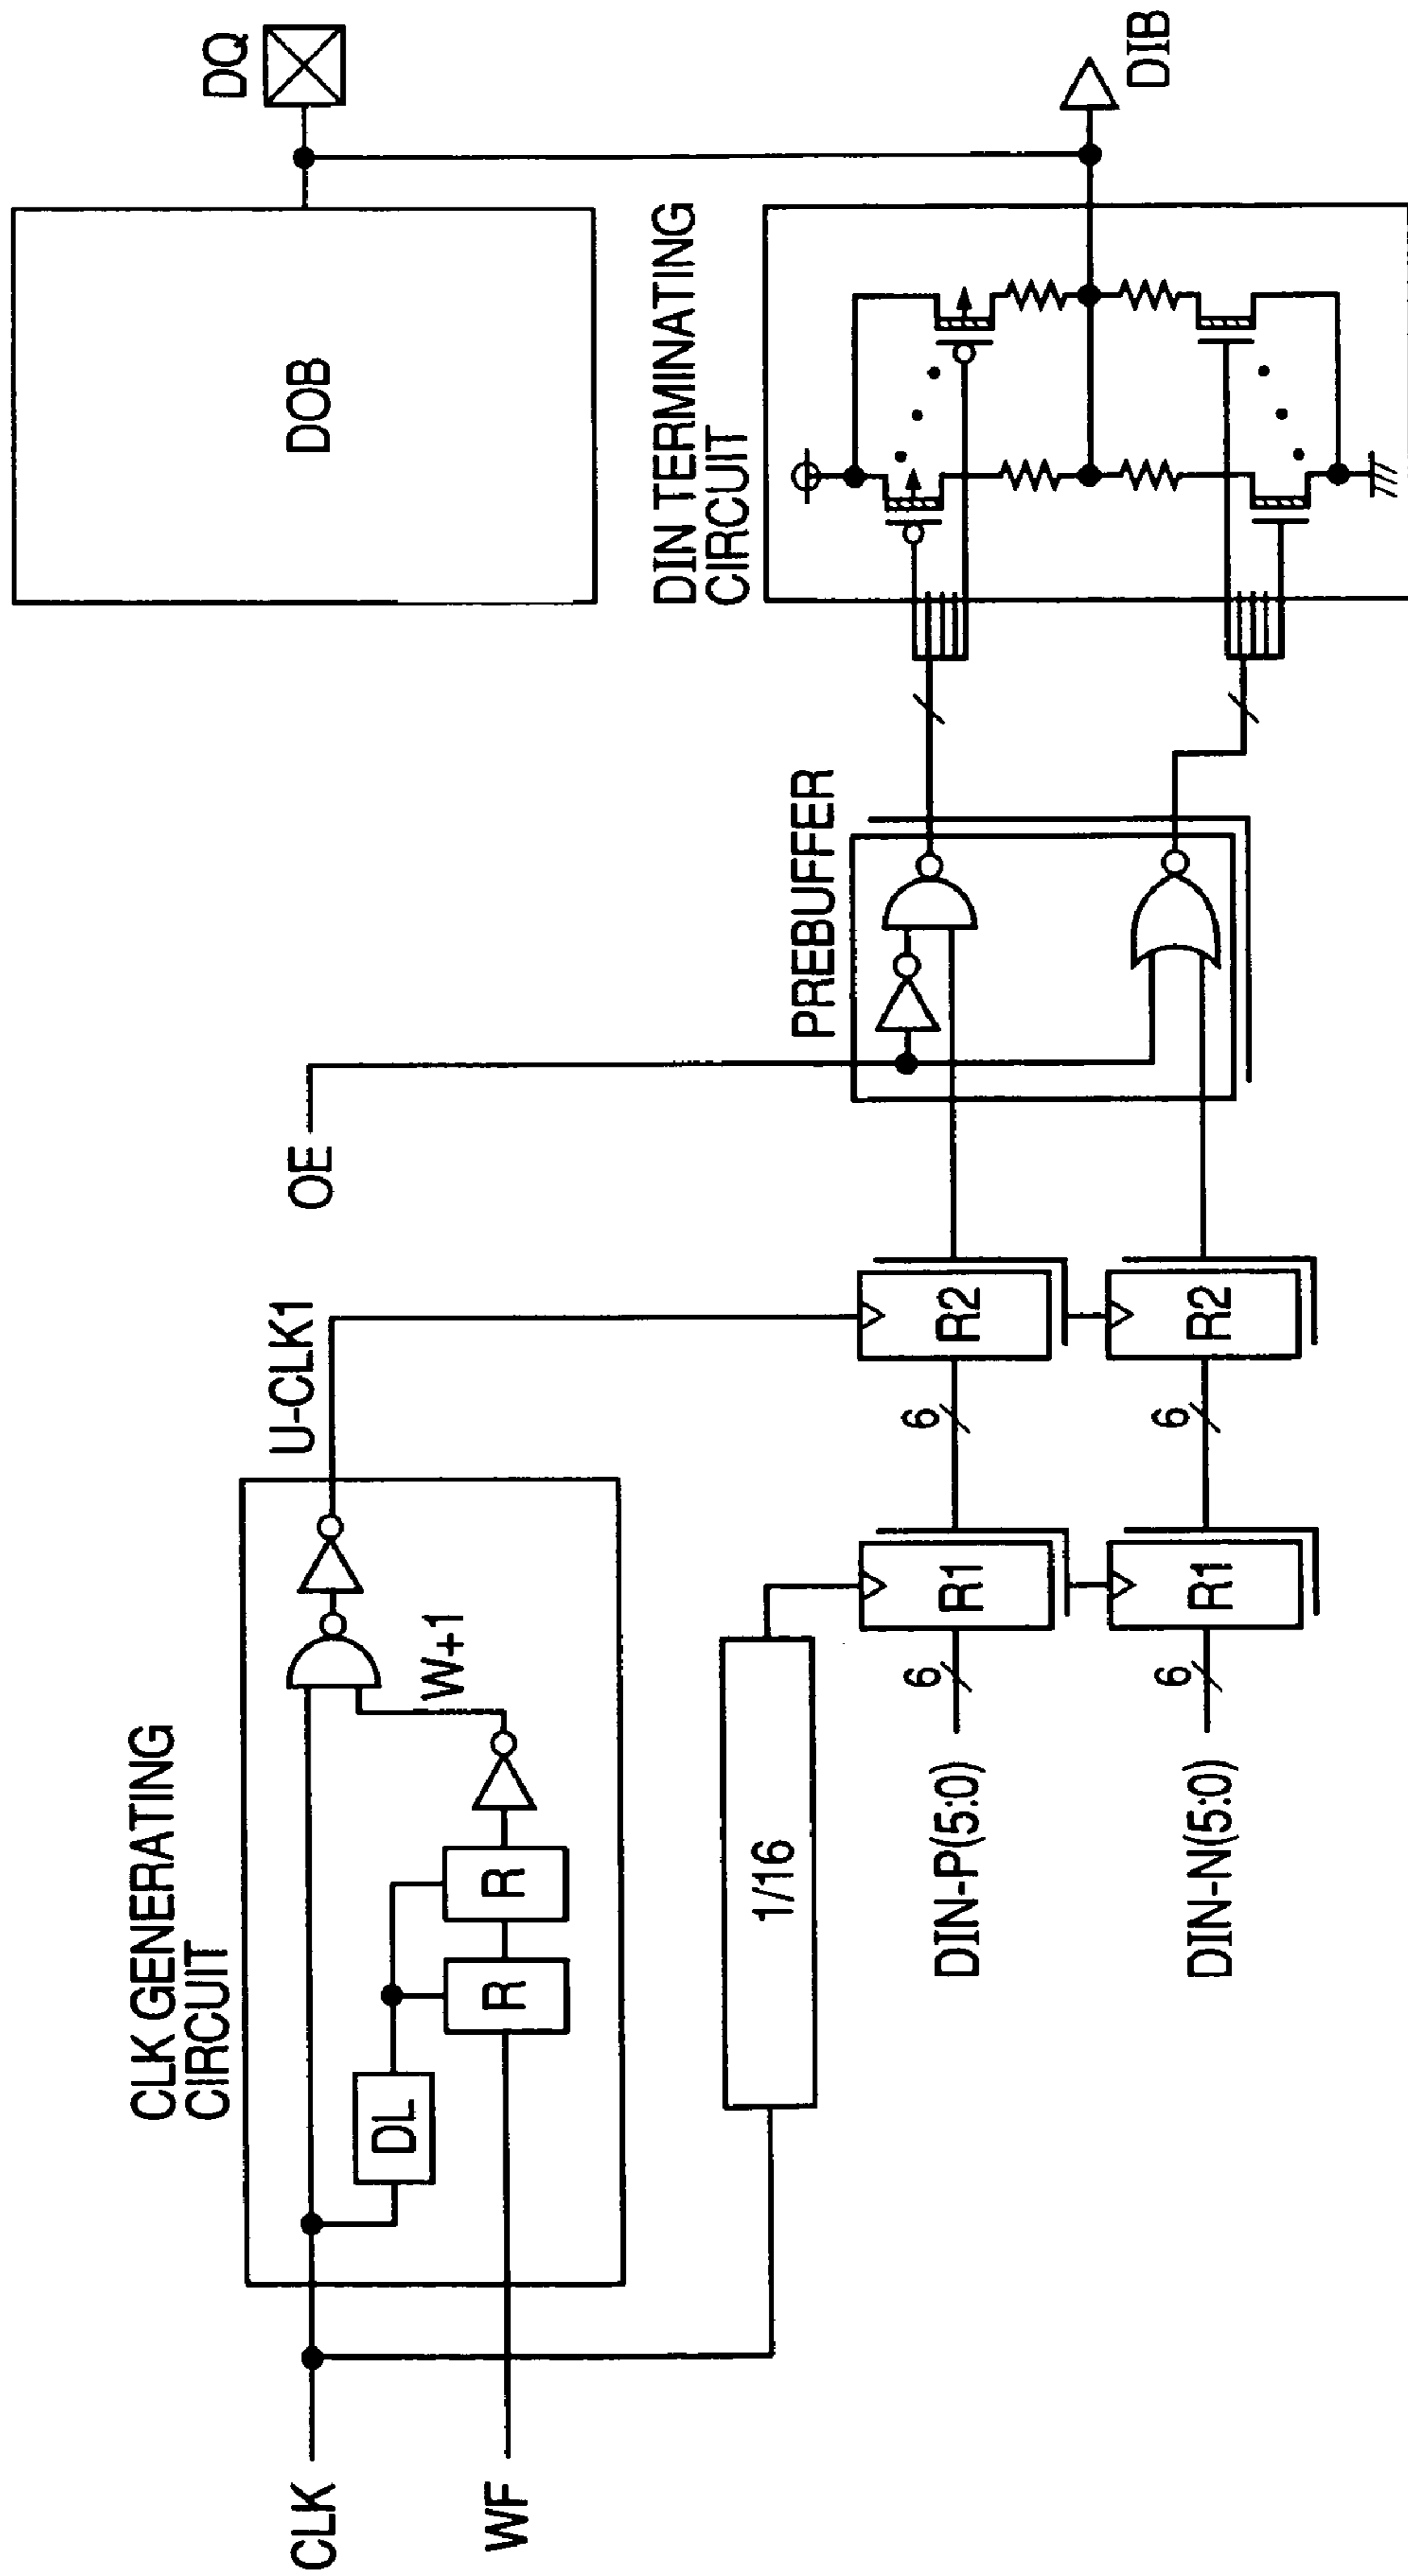 CLK GENERATING
CIRCUIT
CLK
WF
DL
R
R
W+1
U-CLK1
OE
DOB
DQ
1/16
DIN-P(5:0)
6
R1
6
R2
DIN-N(5:0)
6
R1
6
R2
PREBUFFER
DIN TERMINATING
CIRCUIT
DIB